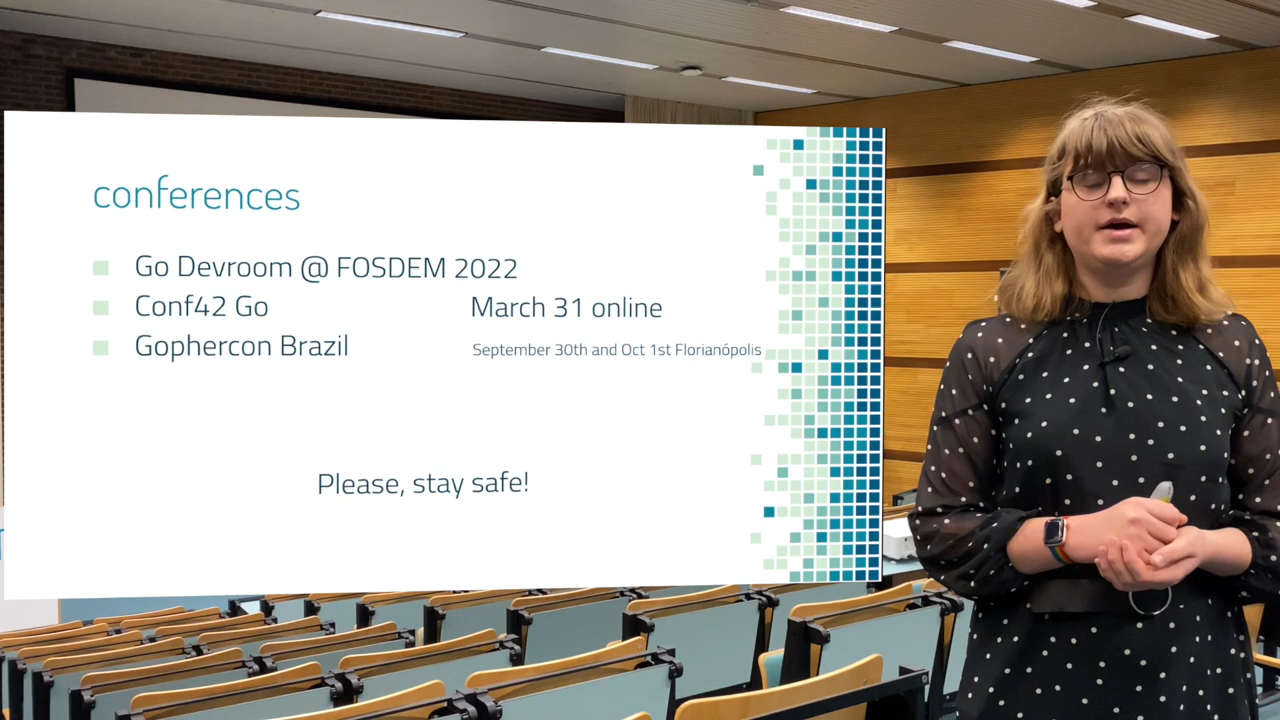 conferences
Go Devroom @ FOSDEM 2022
Conf42 Go March 31 online
Gophercon Brazil September 30th and Oct 1st Florianópolis
Please, stay safe!